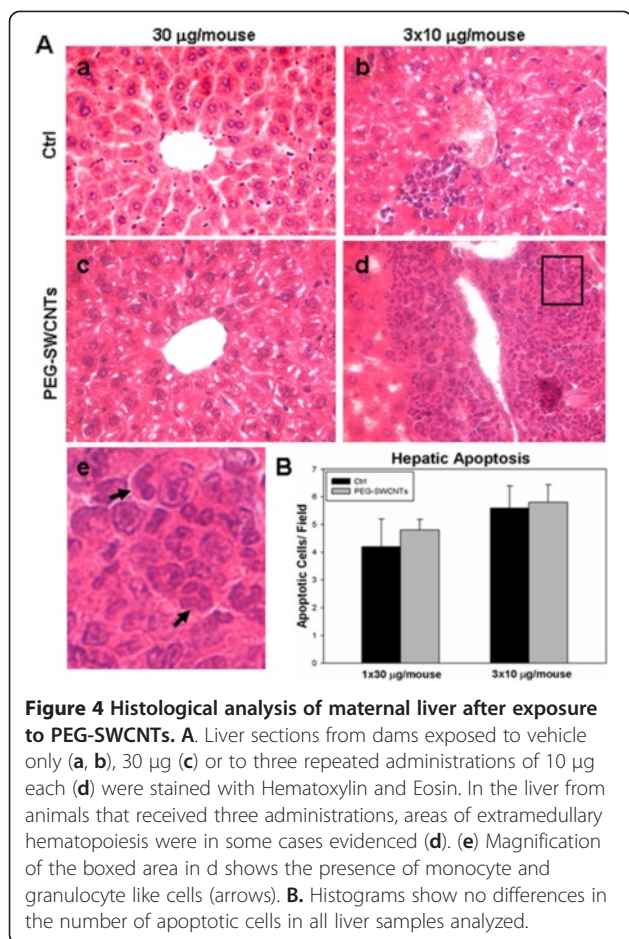 30 µg/mouse
3x10 µg/mouse
A
a
b
Ctrl
c
d
PEG-SWCNTs
e
B
Hepatic Apoptosis
Ctrl
PEG-SWCNTs
Apoptotic Cells/ Field
7
6
5
4
3
2
1
0
1x30 µg/mouse
3x10 µg/mouse
Figure 4 Histological analysis of maternal liver after exposure
to PEG-SWCNTs. A. Liver sections from dams exposed to vehicle
only (a, b), 30 µg (c) or to three repeated administrations of 10 µg
each (d) were stained with Hematoxylin and Eosin. In the liver from
animals that received three administrations, areas of extramedullary
hematopoiesis were in some cases evidenced (d). (e) Magnification
of the boxed area in d shows the presence of monocyte and
granulocyte like cells (arrows). B. Histograms show no differences in
the number of apoptotic cells in all liver samples analyzed.